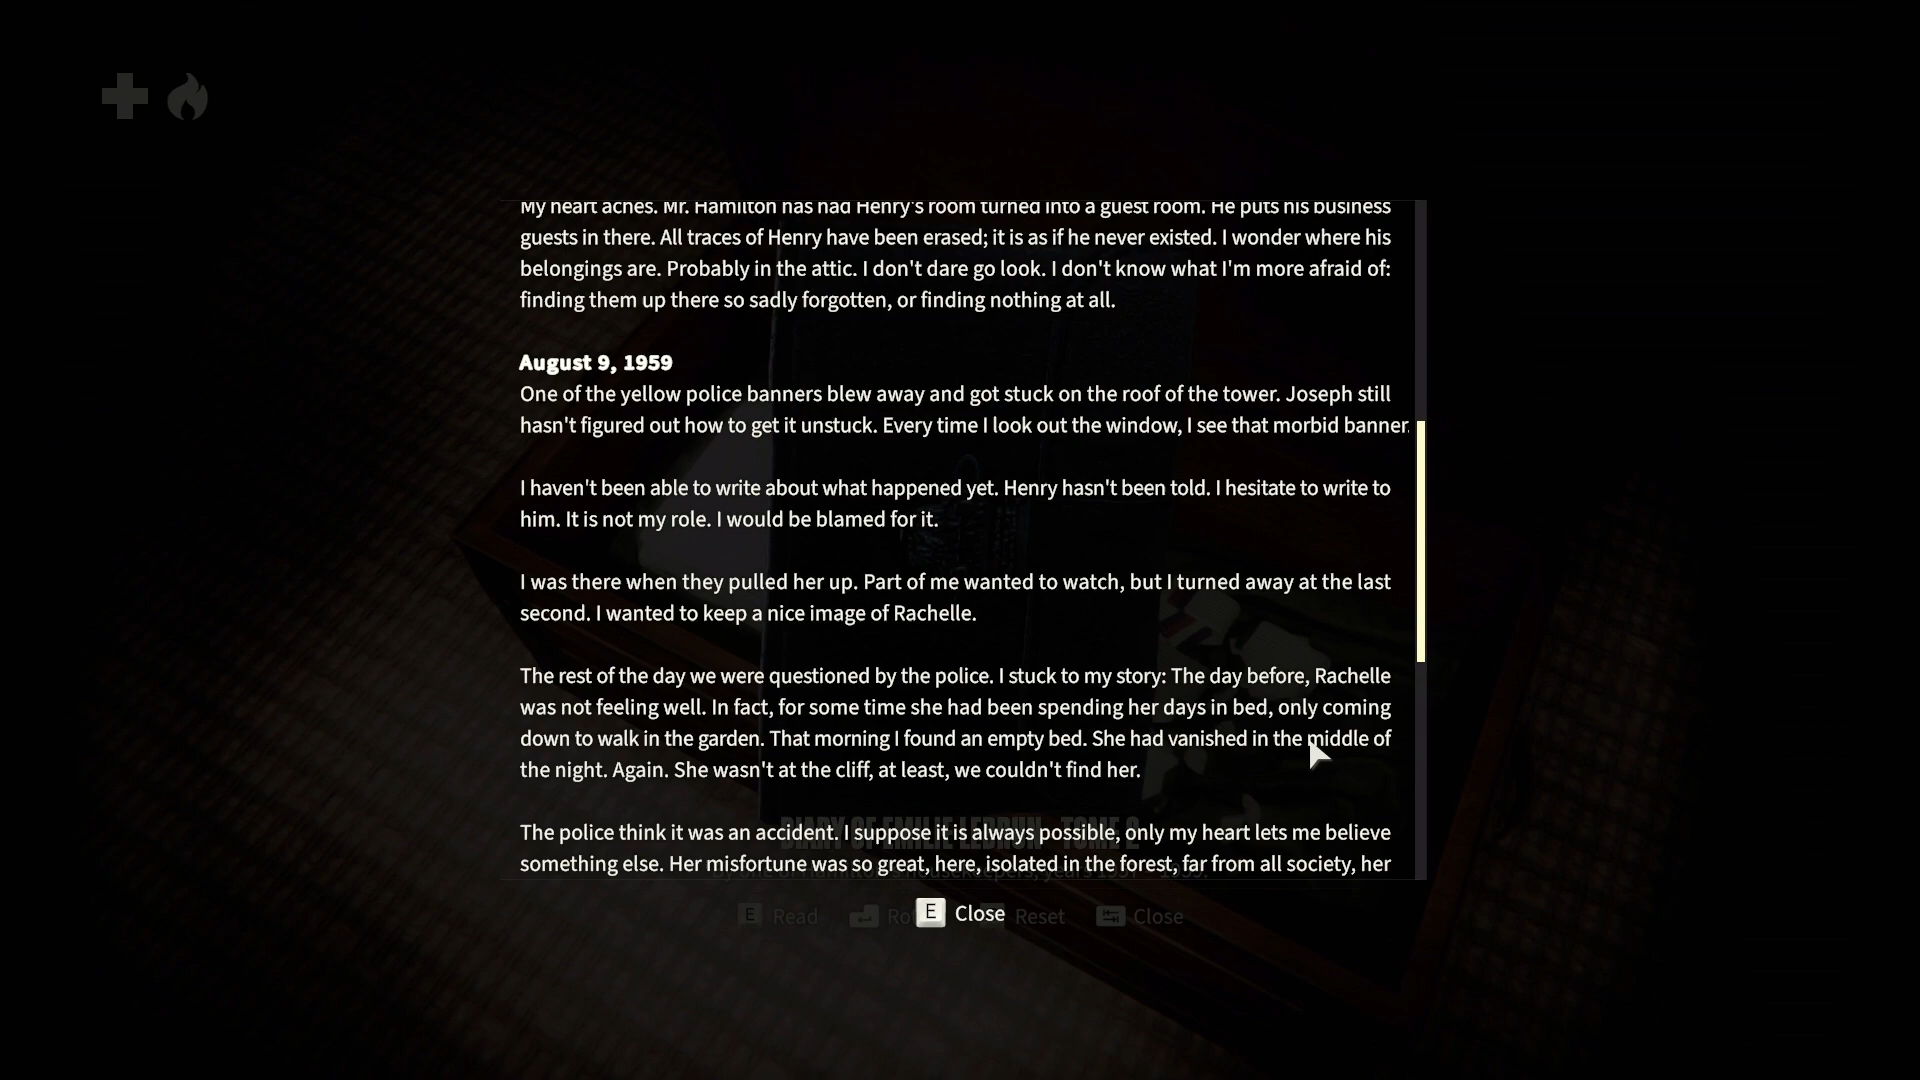 My heart aches. Mr. Hamilton has had Henry's room turned into a guest room. He puts his business
guests in there. All traces of Henry have been erased; it is as if he never existed. I wonder where his
belongings are. Probably in the attic. I don't dare go look. I don't know what I'm more afraid of:
finding them up there so sadly forgotten, or finding nothing at all.
August 9, 1959
One of the yellow police banners blew away and got stuck on the roof of the tower. Joseph still
hasn't figured out how to get it unstuck. Every time I look out the window, I see that morbid banner.
I haven't been able to write about what happened yet. Henry hasn't been told. I hesitate to write to
him. It is not my role. I would be blamed for it.
I was there when they pulled her up. Part of me wanted to watch, but I turned away at the last
second. I wanted to keep a nice image of Rachelle.
The rest of the day we were questioned by the police. I stuck to my story: The day before, Rachelle
was not feeling well. In fact, for some time she had been spending her days in bed, only coming
down to walk in the garden. That morning I found an empty bed. She had vanished in the middle of
the night. Again. She wasn't at the cliff, at least, we couldn't find her.
The police think it was an accident. I suppose it is always possible, only my heart lets me believe
DIARY OF EMILIE LEBRUN - TOME 2
something else. Her misfortune was so great, here, isolated in the forest, far from all society, her
E Read E Close Reset Close